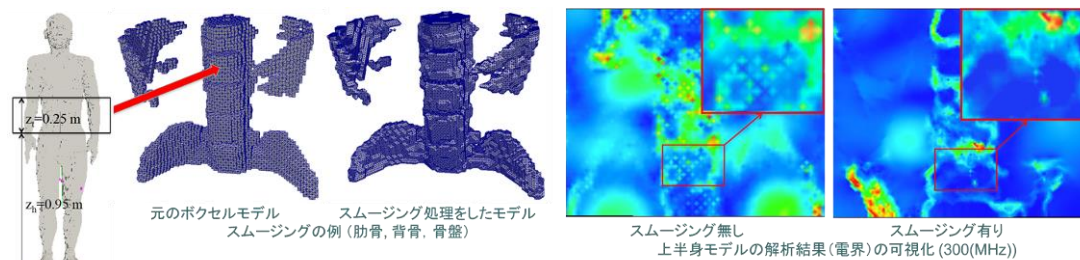 zt=0.25 m
zh=0.95 m
元のボクセルモデル
スムージング処理をしたモデル
スムージングの例（肋骨, 背骨, 骨盤）
スムージング無し
スムージング有り
上半身モデルの解析結果（電界）の可視化 (300(MHz))